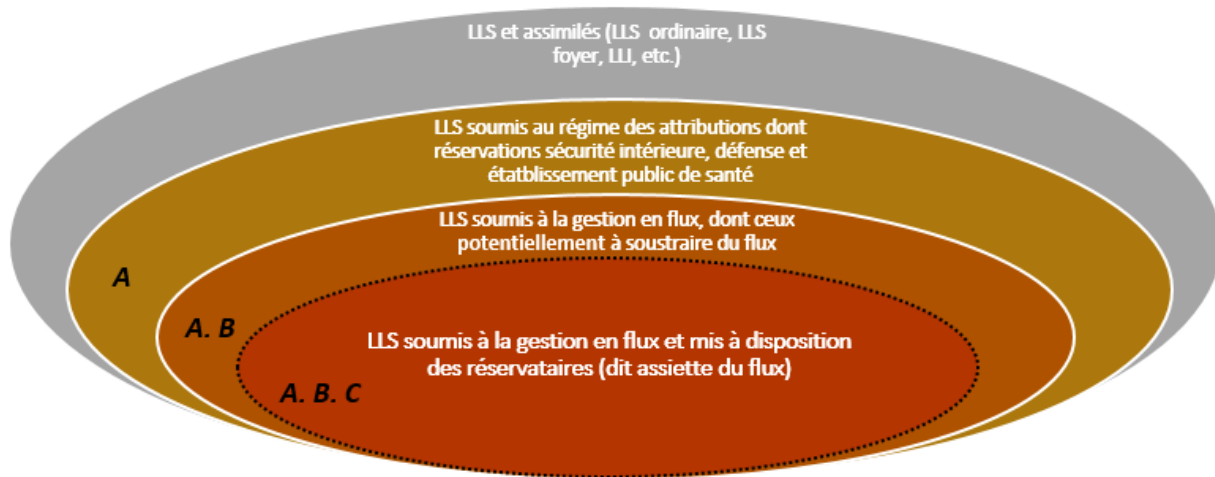 LLS et assimilés (LLS ordinaire, LLS
foyer, LLI, etc.)
LLS soumis au régime des attributions dont
réservations sécurité intérieure, défense et
étatblissement public de santé
LLS soumis à la gestion en flux, dont ceux
potentiellement à soustraire du flux
A
A. B
LLS soumis à la gestion en flux et mis à disposition
des réservataires (dit assiette du flux)
A. B. C